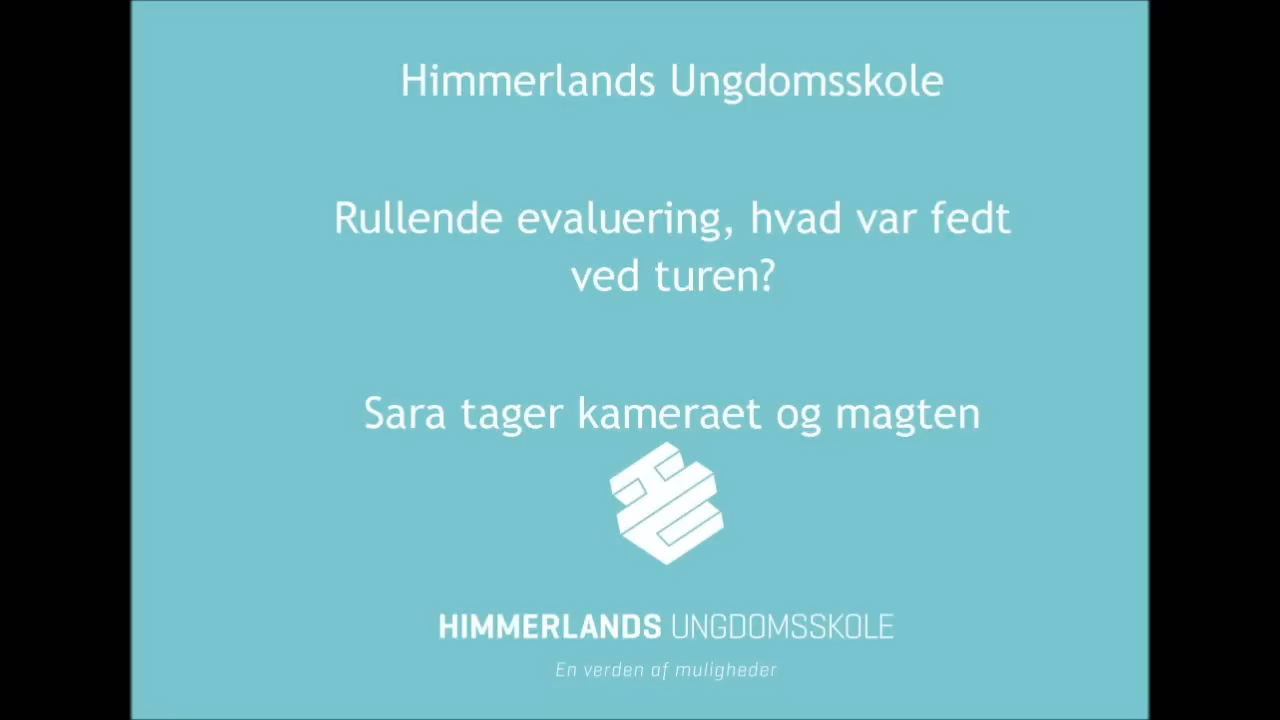 Himmerlands Ungdomsskole
Rullende evaluering, hvad var fedt
ved turen?
Sara tager kameraet og magten
HIMMERLANDS UNGDOMSSKOLE
En verden af muligheder